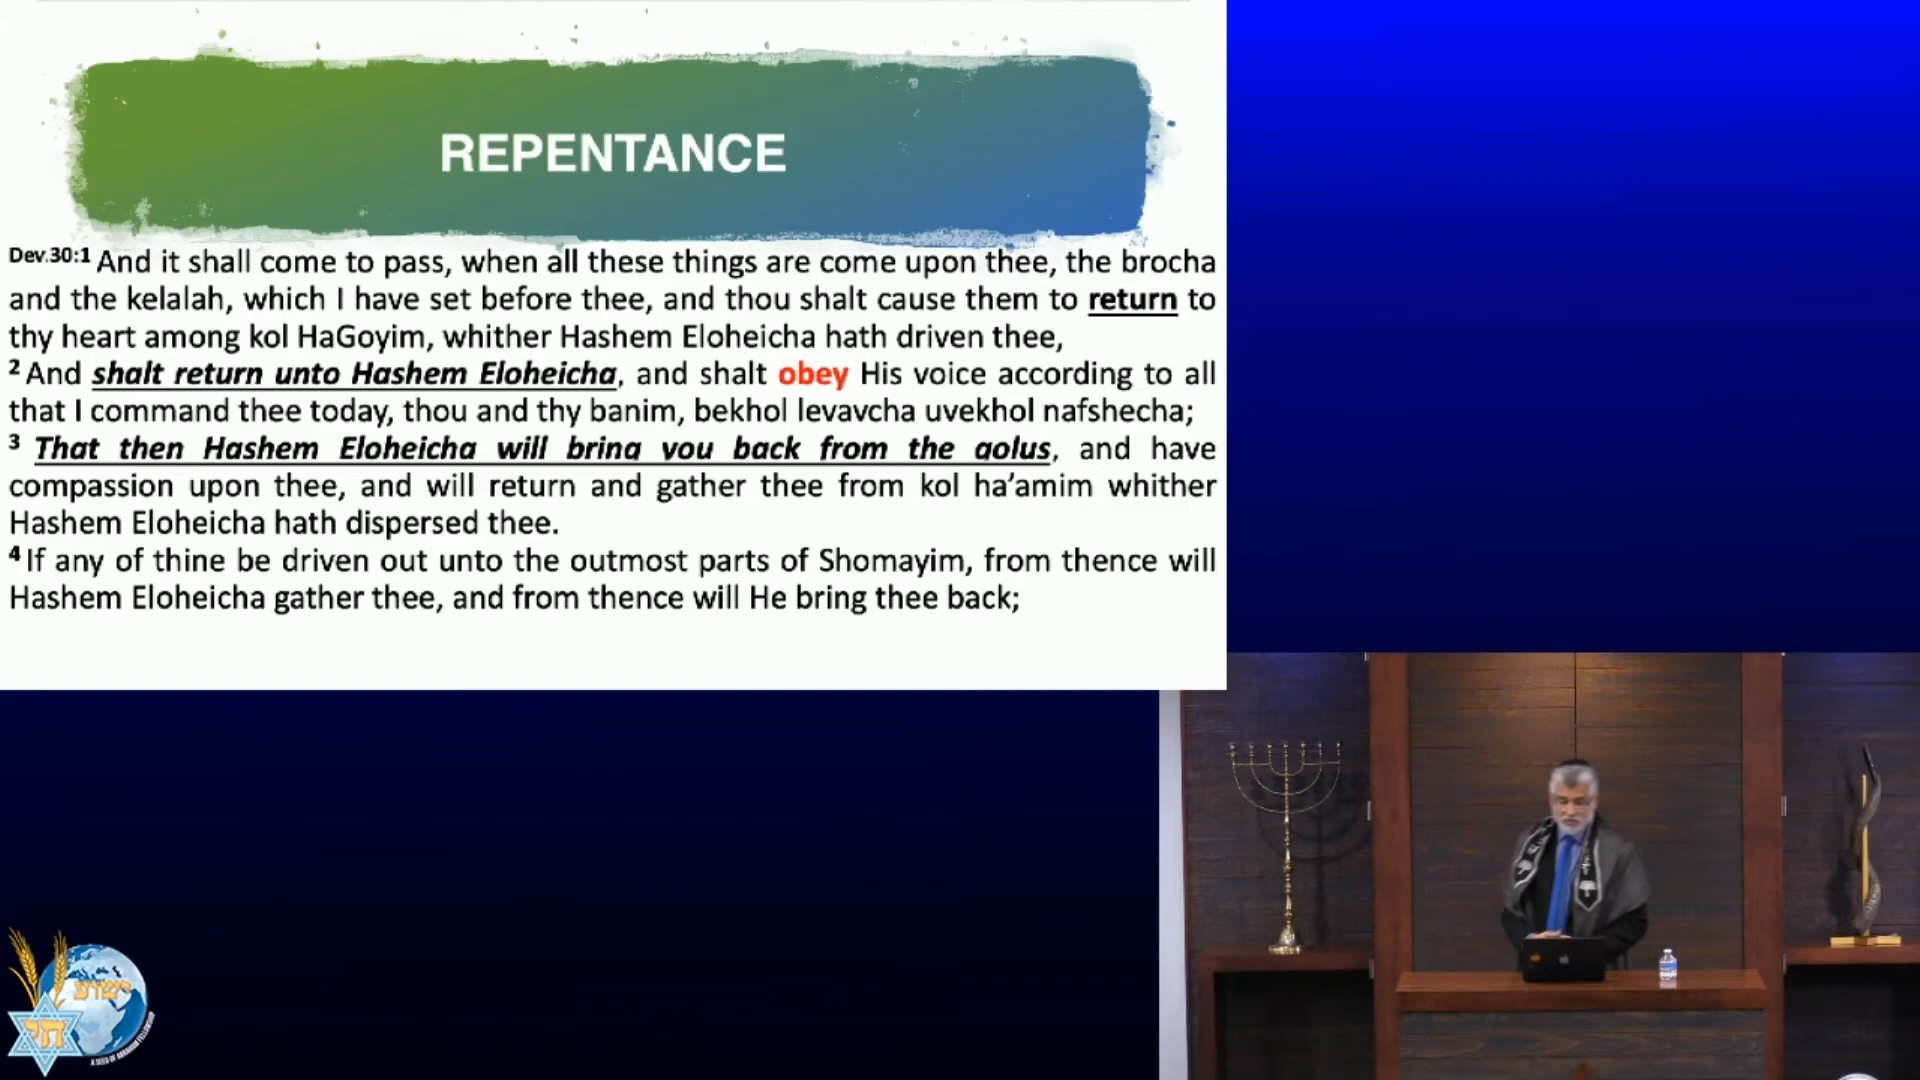 REPENTANCE
Dev.30:1 And it shall come to pass, when all these things are come upon thee, the brocha
and the kelalah, which I have set before thee, and thou shalt cause them to return to
thy heart among kol HaGoyim, whither Hashem Eloheicha hath driven thee,
2 And shalt return unto Hashem Eloheicha, and shalt obey His voice according to all
that I command thee today, thou and thy banim, bekhol levavcha uvekhol nafshecha;
3 That then Hashem Eloheicha will bring you back from the golus, and have
compassion upon thee, and will return and gather thee from kol ha’amim whither
Hashem Eloheicha hath dispersed thee.
4 If any of thine be driven out unto the outmost parts of Shomayim, from thence will
Hashem Eloheicha gather thee, and from thence will He bring thee back;
ישוע
חי
A SEED OF ABRAHAM FELLOWSHIP